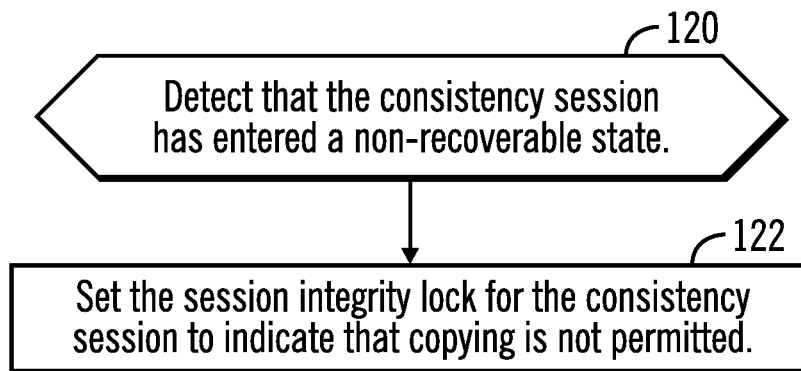 120
Detect that the consistency session
has entered a non-recoverable state.
122
Set the session integrity lock for the consistency
session to indicate that copying is not permitted.